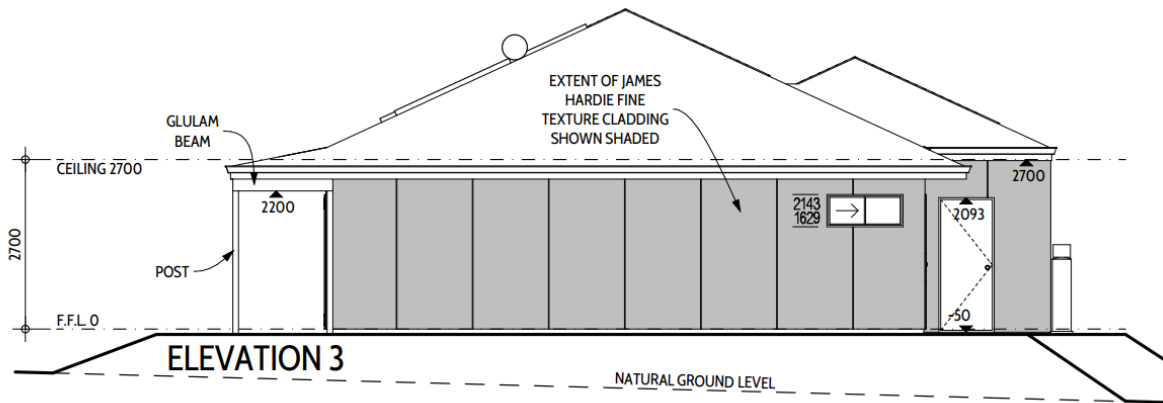 EXTENT OF JAMES
HARDIE FINE
TEXTURE CLADDING
SHOWN SHADED
GLULAM
BEAM
CEILING 2700
2700
2200
2143
1629
2093
2700
POST
F.F.L. 0
-50
ELEVATION 3
NATURAL GROUND LEVEL